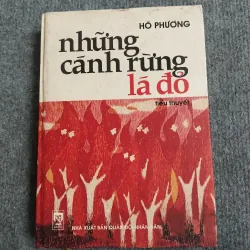 HỒ PHƯƠNG
những
cánh rừng
lá đỏ
tiểu thuyết
NHÀ XUẤT BẢN QUÂN ĐỘI NHÂN DÂN